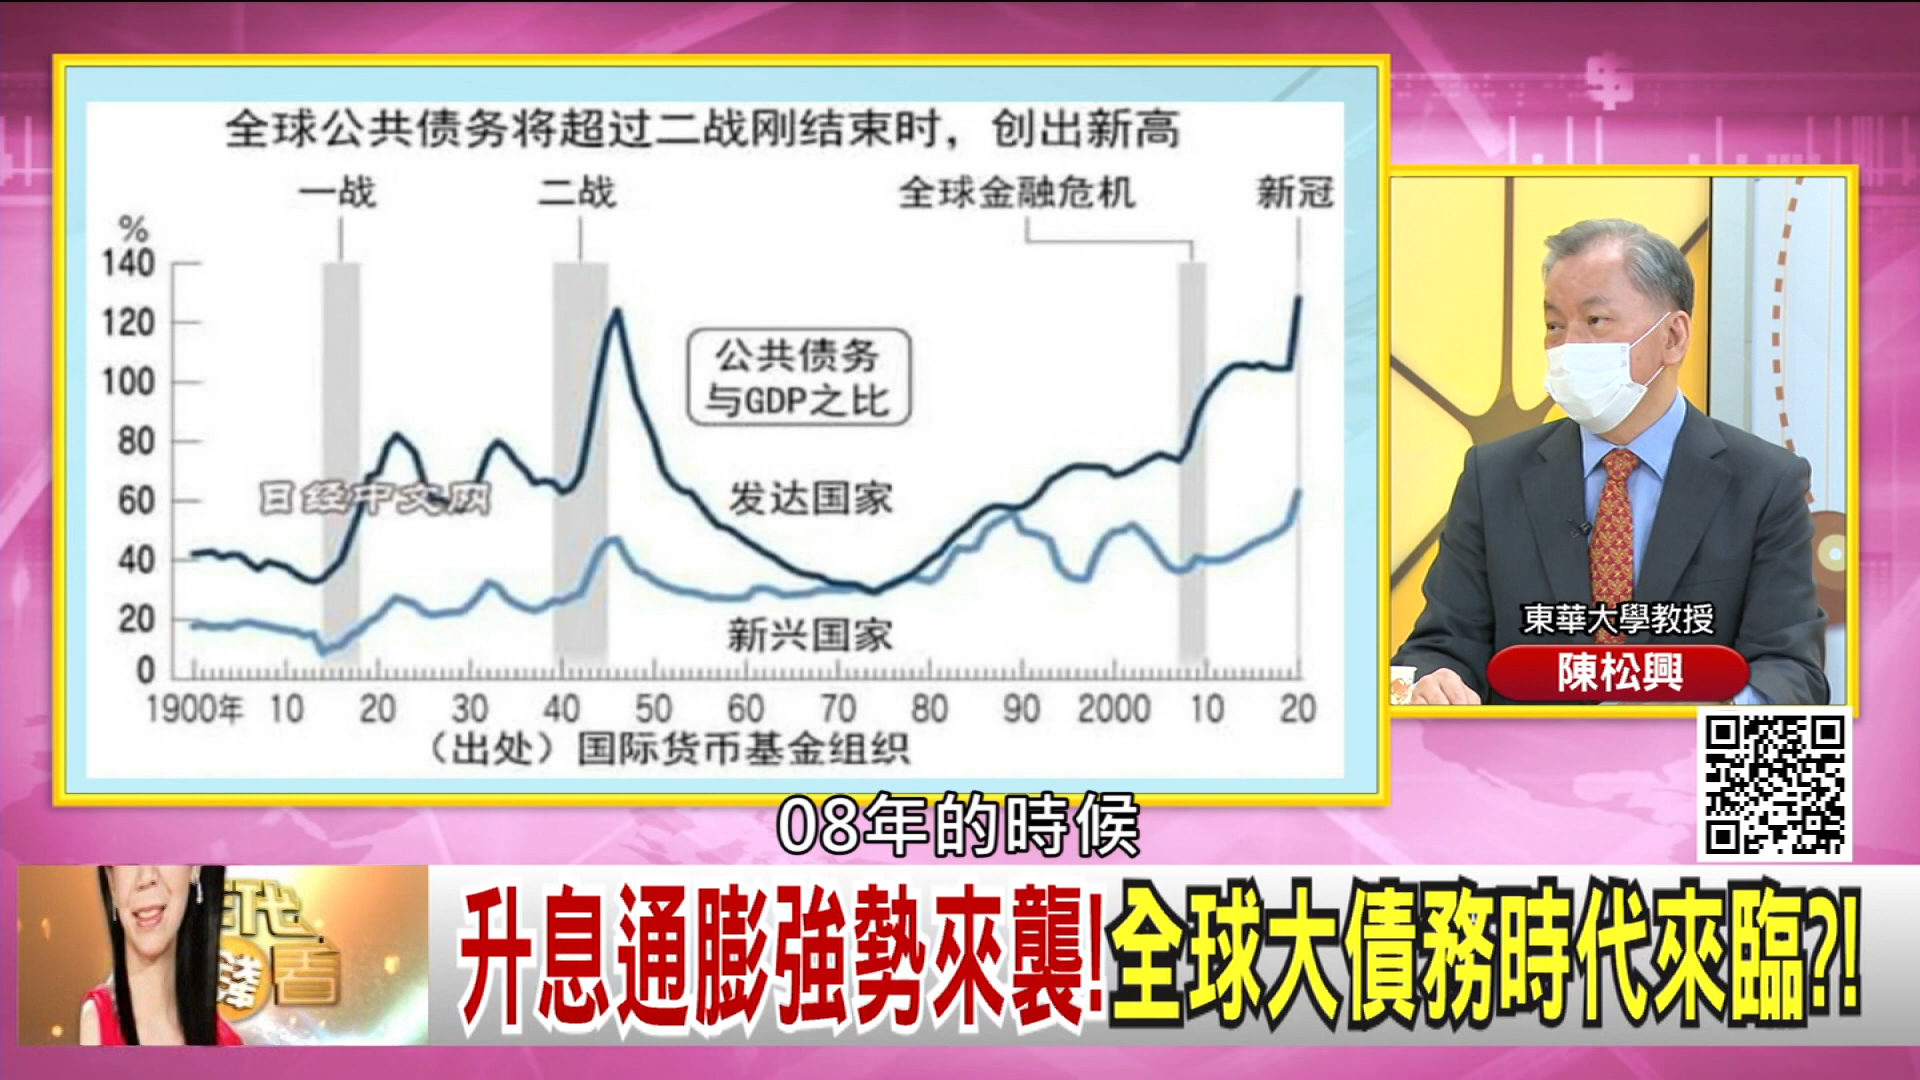 全球公共债务将超过二战刚结束时，创出新高
一战
二战
全球金融危机
新冠
%
140
120
100
80
60
40
20
0
公共债务
与GDP之比
日经中文网
发达国家
新兴国家
1900年 10 20 30 40 50 60 70 80 90 2000 10 20
（出处）国际货币基金组织
東華大學教授
陳松興
08年的時候
升息通膨強勢來襲!全球大債務時代來臨?!